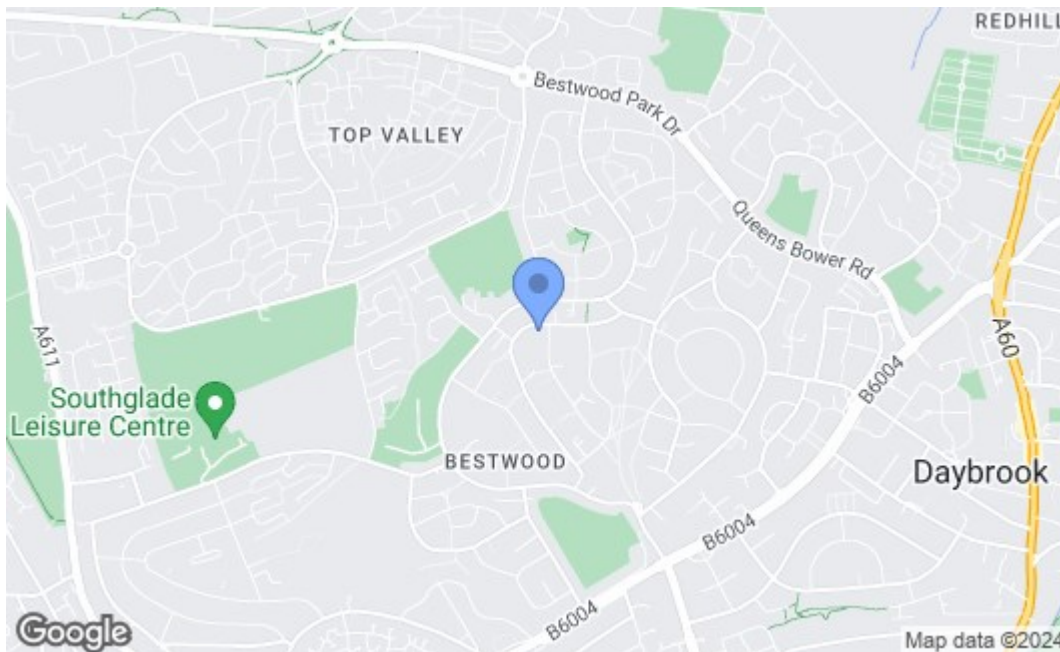 REDHILL
Bestwood Park Dr
TOP VALLEY
Queens Bower Rd
A611
A60
B6004
Southglade
Leisure Centre
BESTWOOD
Daybrook
B6004
B6004
Google
Map data ©2024